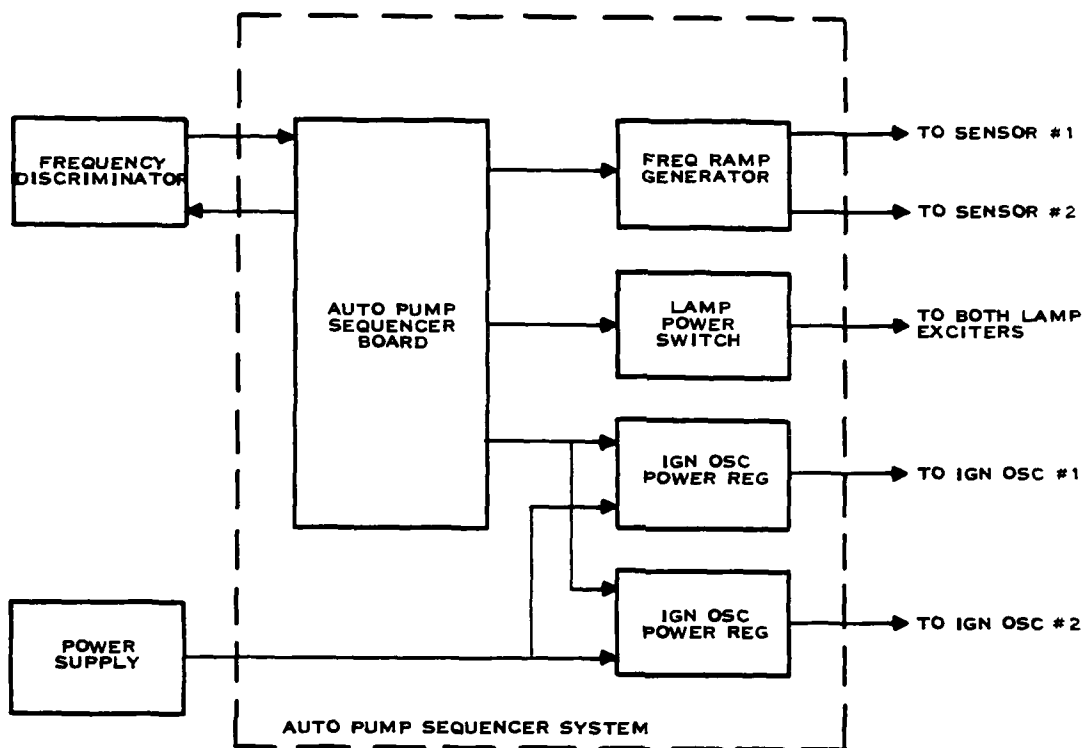 FREQUENCY
DISCRIMINATOR
AUTO PUMP
SEQUENCER
BOARD
FREQ RAMP
GENERATOR
TO SENSOR #1
TO SENSOR #2
LAMP
POWER
SWITCH
TO BOTH LAMP
EXCITERS
IGN OSC
POWER REG
TO IGN OSC #1
IGN OSC
POWER REG
TO IGN OSC #2
POWER
SUPPLY
AUTO PUMP SEQUENCER SYSTEM